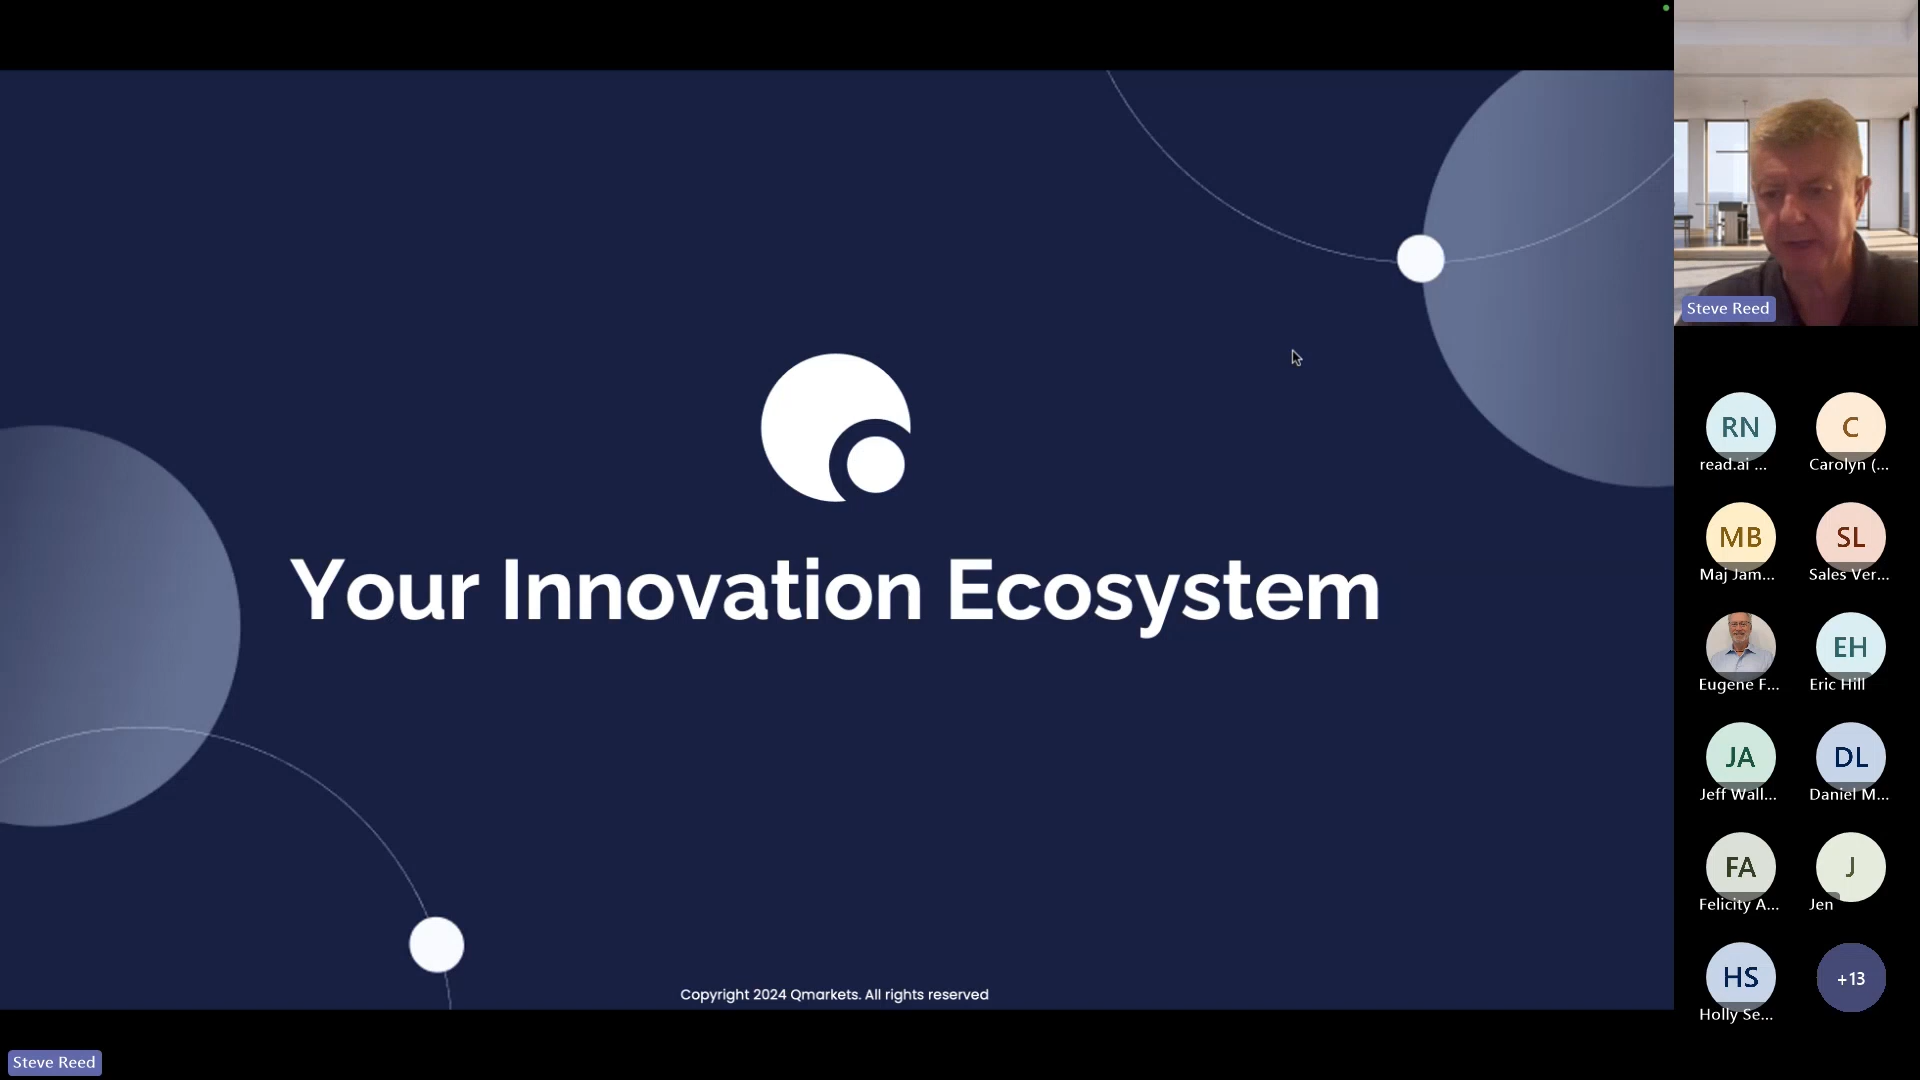 Your Innovation Ecosystem
Copyright 2024 Qmarkets. All rights reserved
Steve Reed
Steve Reed
RN
read.ai ...
C
Carolyn (...
MB
Maj Jam...
SL
Sales Ver...
Eugene F...
EH
Eric Hill
JA
Jeff Wall...
DL
Daniel M...
FA
Felicity A...
J
Jen
HS
Holly Se...
+13